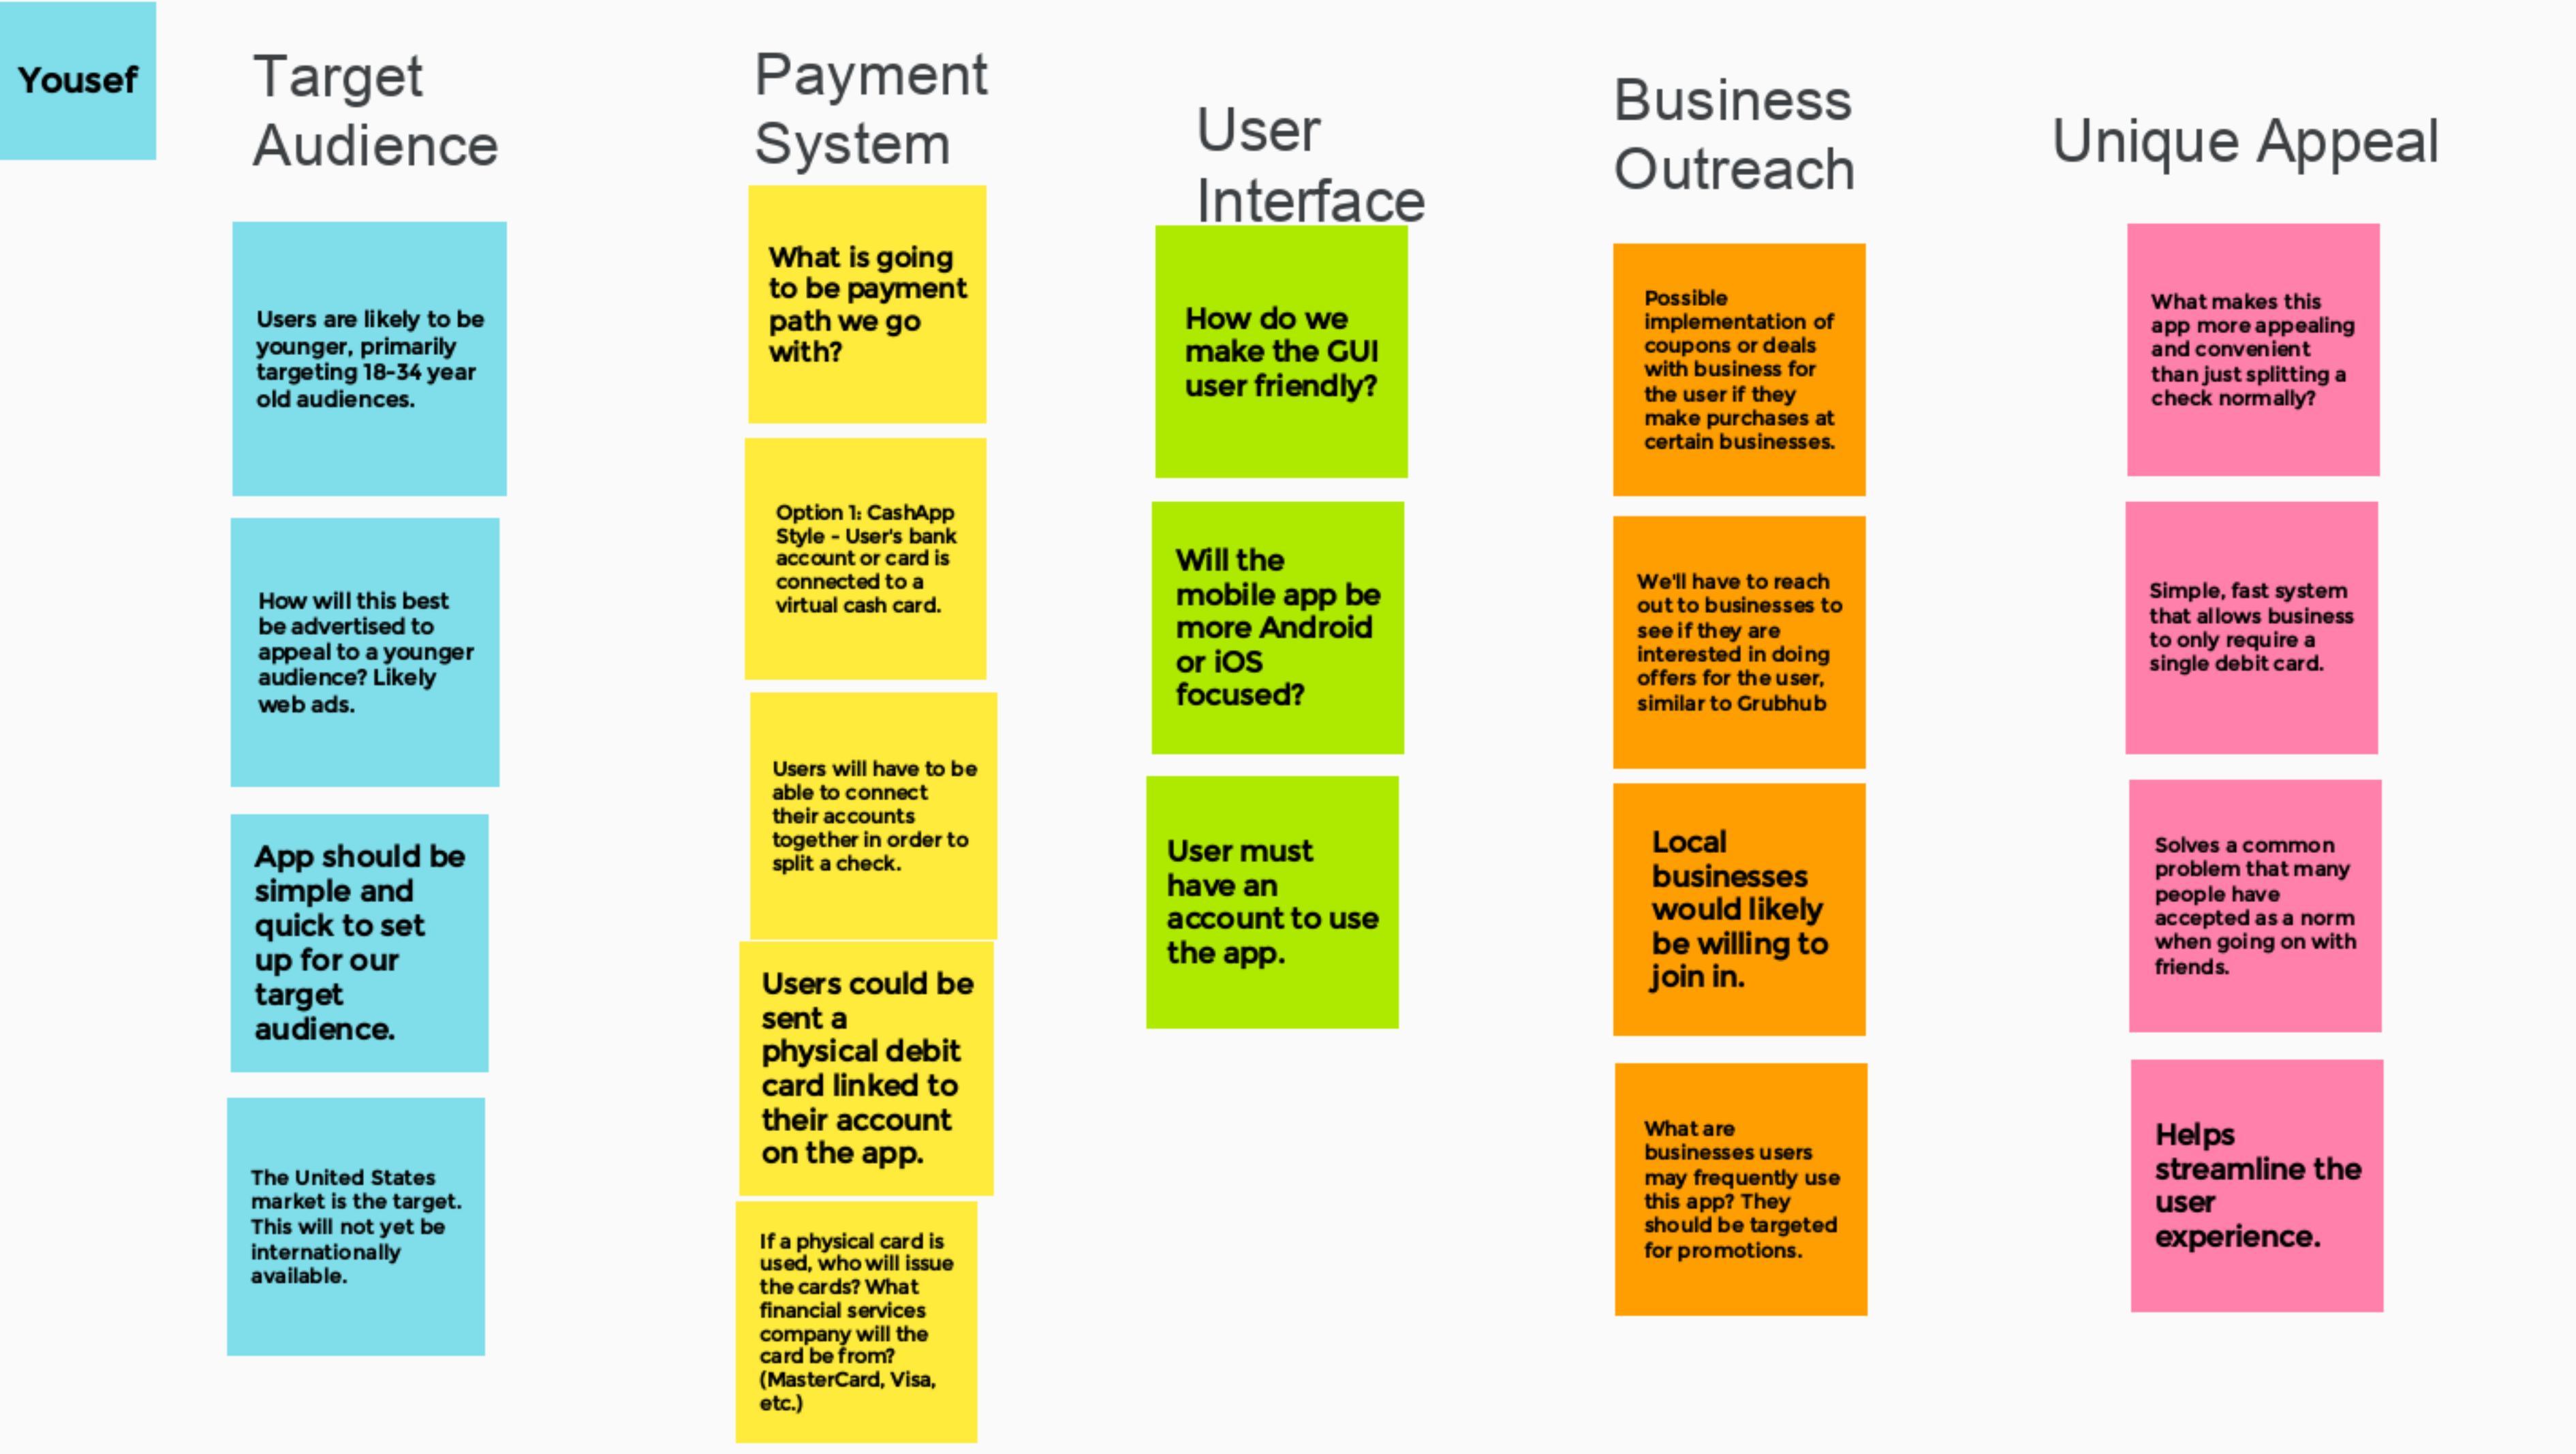 Yousef
Target
Audience
Users are likely to be
younger, primarily
targeting 18-34 year
old audiences.
How will this best
be advertised to
appeal to a younger
audience? Likely
web ads.
App should be
simple and
quick to set
up for our
target
audience.
The United States
market is the target.
This will not yet be
internationally
available.
Payment
System
What is going
to be payment
path we go
with?
Option 1: CashApp
Style - User's bank
account or card is
connected to a
virtual cash card.
Users will have to be
able to connect
their accounts
together in order to
split a check.
Users could be
sent a
physical debit
card linked to
their account
on the app.
If a physical card is
used, who will issue
the cards? What
financial services
company will the
card be from?
(MasterCard, Visa,
etc.)
User
Interface
How do we
make the GUI
user friendly?
Will the
mobile app be
more Android
or iOS
focused?
User must
have an
account to use
the app.
Business
Outreach
Possible
implementation of
coupons or deals
with business for
the user if they
make purchases at
certain businesses.
We'll have to reach
out to businesses to
see if they are
interested in doing
offers for the user,
similar to Grubhub
Local
businesses
would likely
be willing to
join in.
What are
businesses users
may frequently use
this app? They
should be targeted
for promotions.
Unique Appeal
What makes this
app more appealing
and convenient
than just splitting a
check normally?
Simple, fast system
that allows business
to only require a
single debit card.
Solves a common
problem that many
people have
accepted as a norm
when going on with
friends.
Helps
streamline the
user
experience.